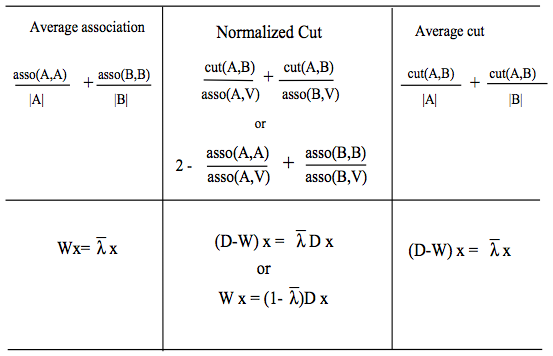 Average association
asso(A,A)/|A| + asso(B,B)/|B|
Normalized Cut
cut(A,B)/asso(A,V) + cut(A,B)/asso(B,V)
or
2 - asso(A,A)/asso(A,V) + asso(B,B)/asso(B,V)
Average cut
cut(A,B)/|A| + cut(A,B)/|B|
Wx= λ̅ x
(D-W) x = λ̅ D x
or
W x = (1- λ̅)D x
(D-W) x = λ̅ x